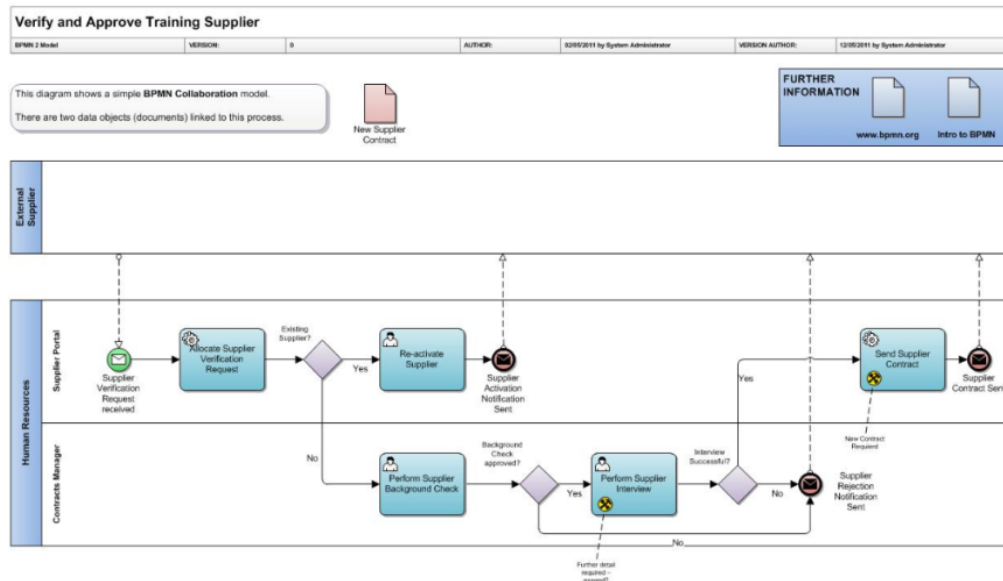 Verify and Approve Training Supplier
BPMN 2 Model
VERSION:
0
AUTHOR:
02/05/2011 by System Administrator
VERSION AUTHOR:
12/05/2011 by System Administrator
This diagram shows a simple BPMN Collaboration model.
There are two data objects (documents) linked to this process.
New Supplier
Contract
FURTHER
INFORMATION
www.bpmn.org
Intro to BPMN
External
Supplier
Human Resources
Supplier Portal
Supplier
Verification
Request
received
Allocate Supplier
Verification
Request
Existing
Supplier?
Yes
Re-activate
Supplier
Supplier
Activation
Notification
Sent
Yes
Send Supplier
Contract
Supplier
Contract Sent
New Contract
Required
Contracts Manager
No
Perform Supplier
Background Check
Background
Check
approved?
Yes
Perform Supplier
Interview
Interview
Successful?
No
Supplier
Rejection
Notification
Sent
No
Further detail
required –